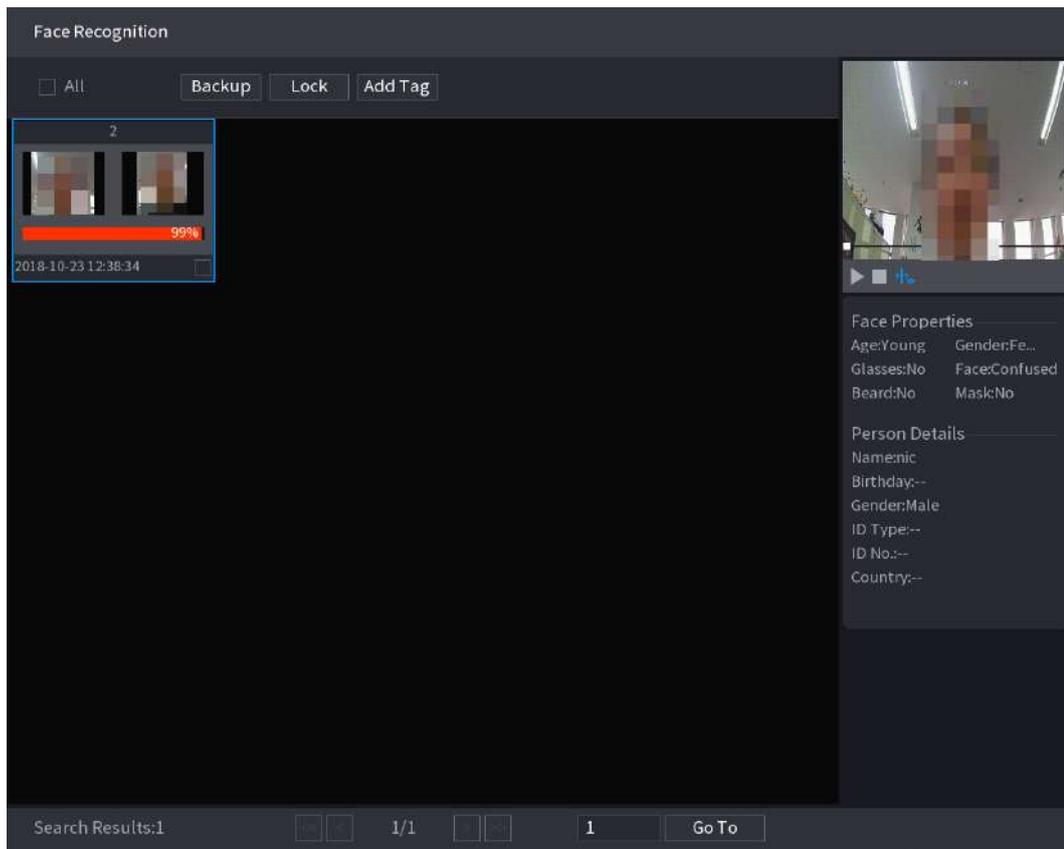 Face Recognition
All
Backup
Lock
Add Tag
2
99%
2018-10-23 12:38:34
Face Properties
Age:Young Gender:Fe...
Glasses:No Face:Confused
Beard:No Mask:No
Person Details
Name:nic
Birthday:--
Gender:Male
ID Type:--
ID No.:--
Country:--
Search Results:1
1/1
1
Go To